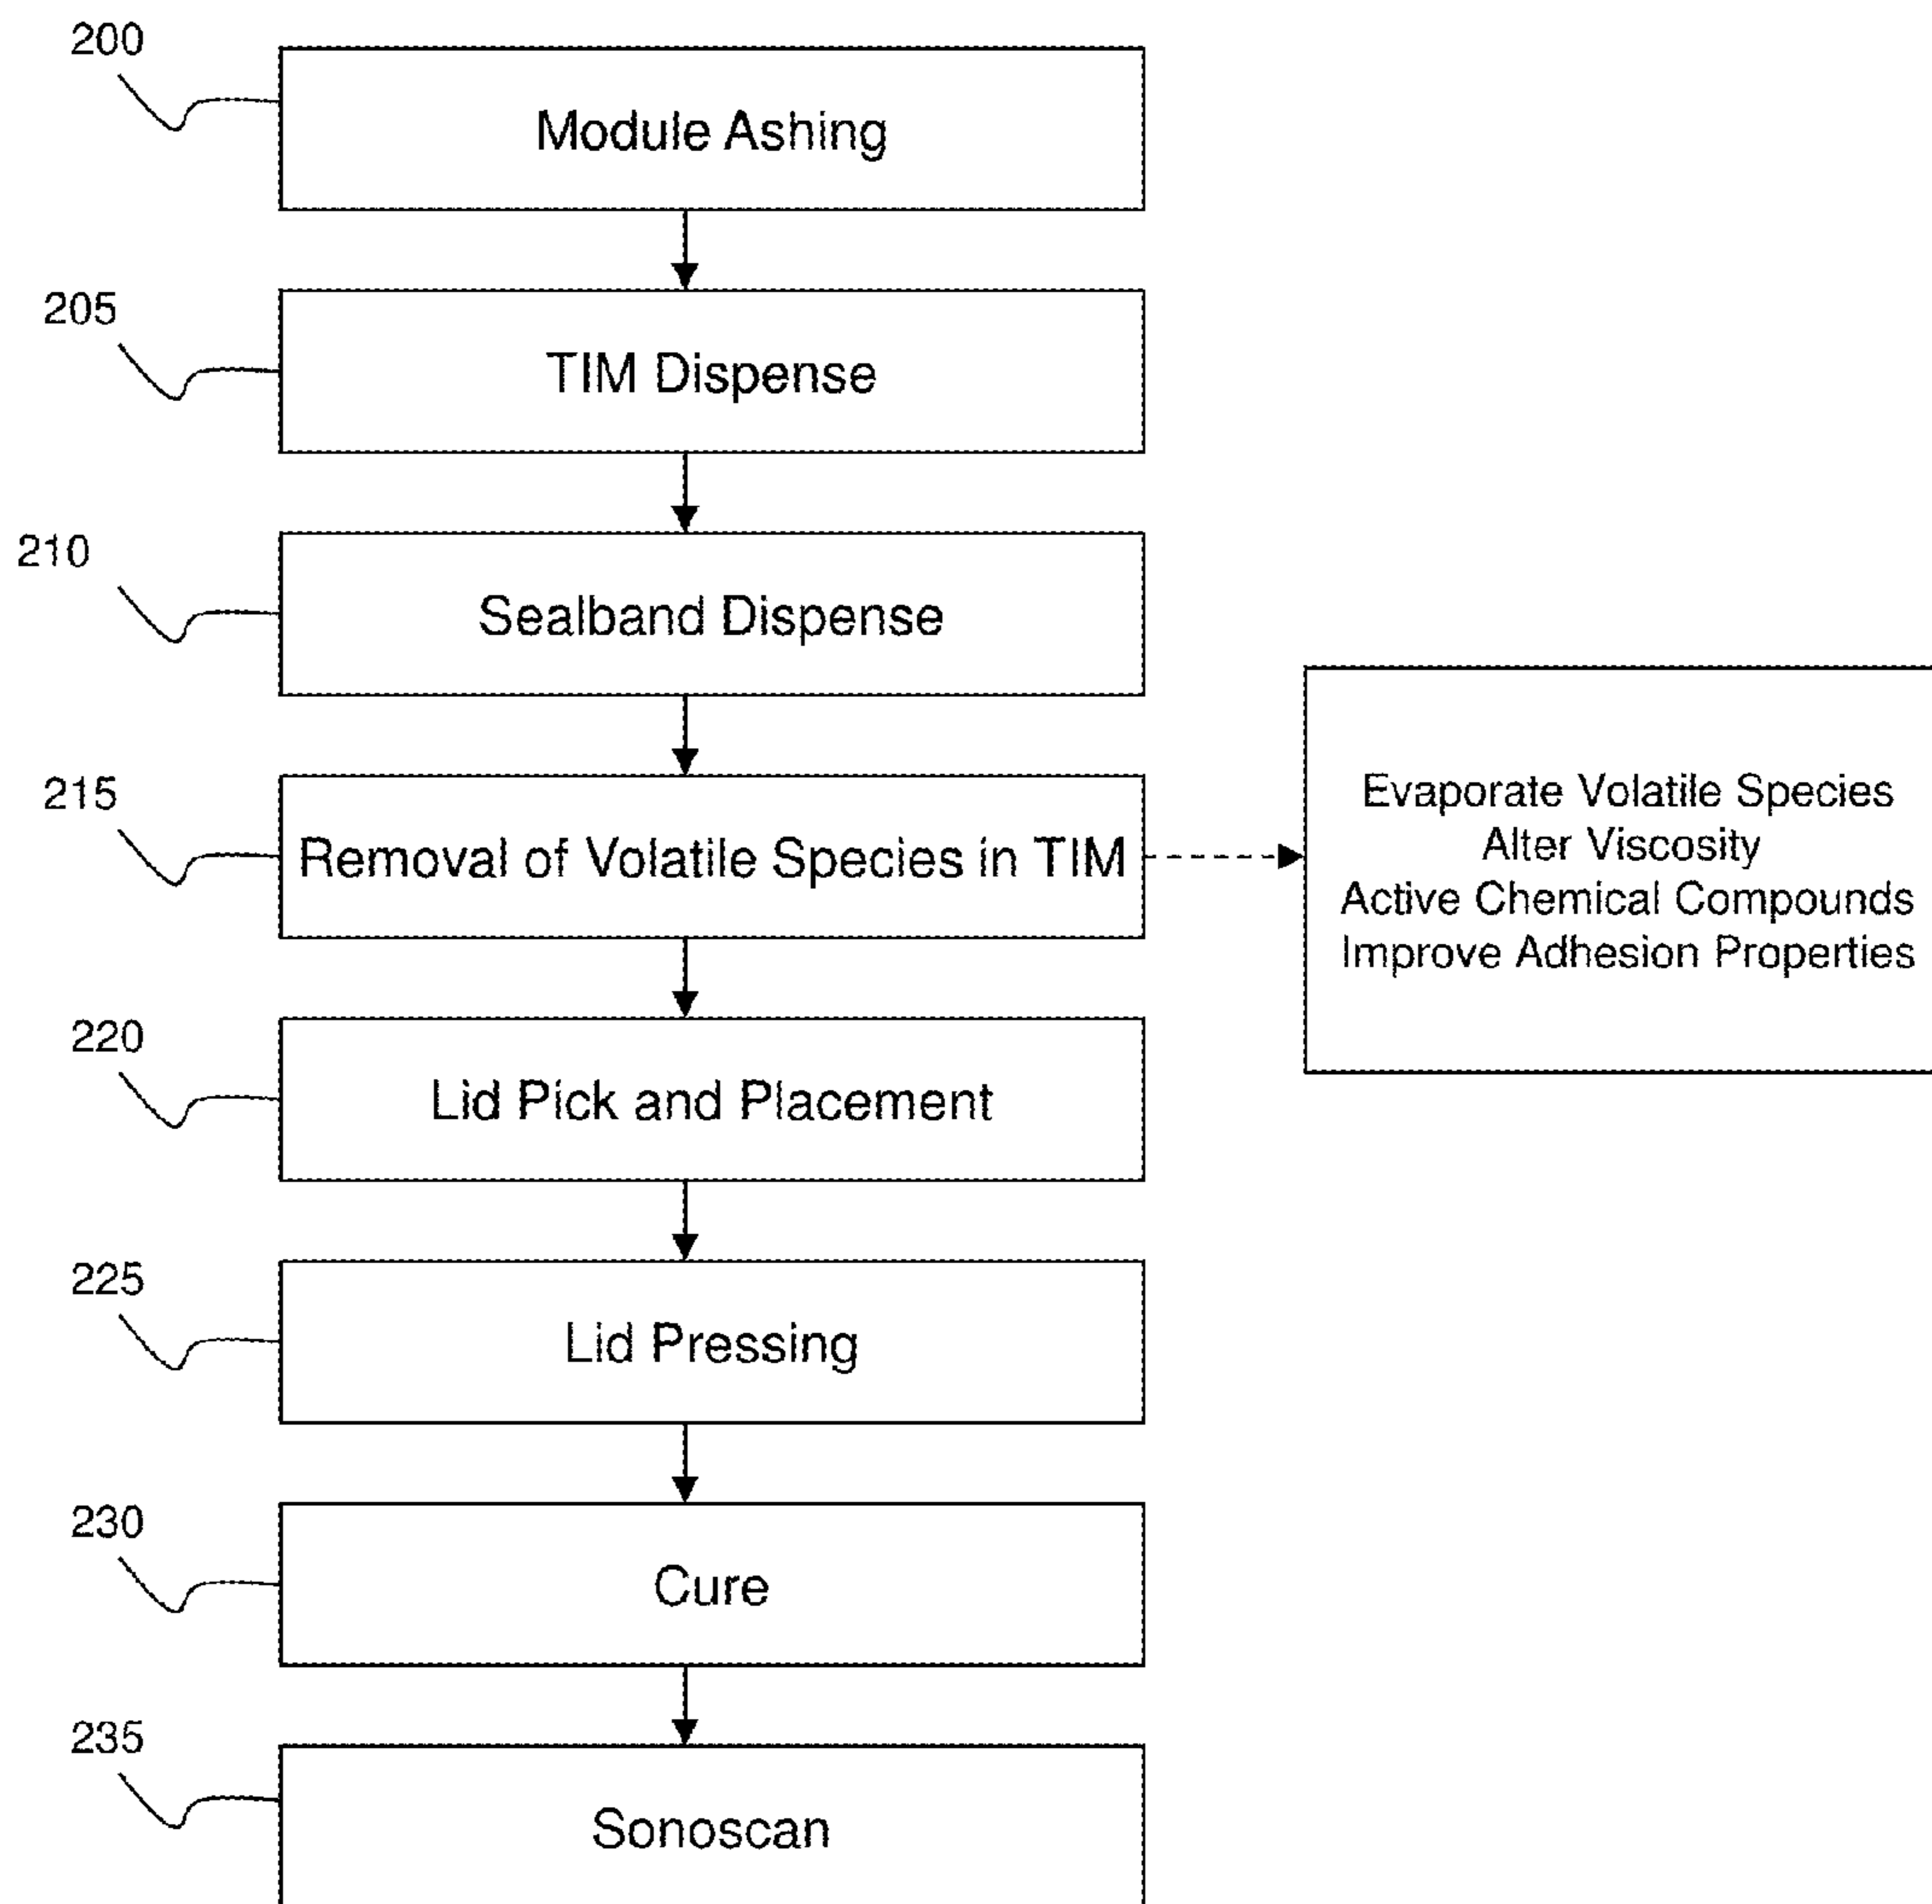 200
Module Ashing
205
TIM Dispense
210
Sealband Dispense
215
Removal of Volatile Species in TIM
Evaporate Volatile Species
Alter Viscosity
Active Chemical Compounds
Improve Adhesion Properties
220
Lid Pick and Placement
225
Lid Pressing
230
Cure
235
Sonoscan